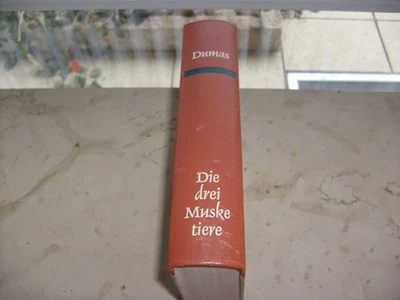 Dumas
Die
drei
Muske
tiere